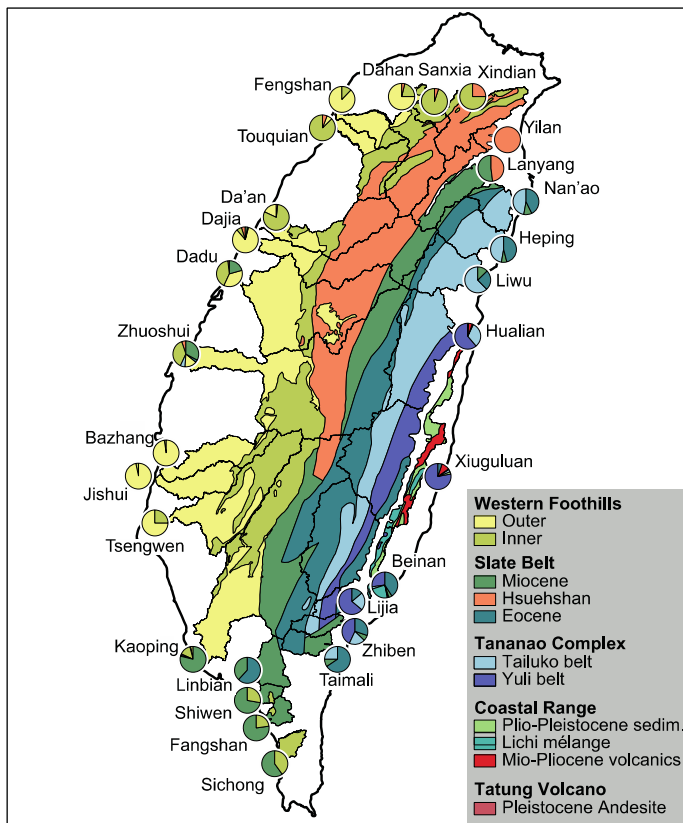 Dahan Sanxia Xindian
Fengshan
Touqian
Yilan
Lanyang
Nan'ao
Da'an
Dajia
Heping
Dadu
Liwu
Hualian
Zhuoshui
Bazhang
Xiuguluan
Jishui
Tsengwen
Beinan
Lijia
Kaoping
Zhiben
Linbian
Taimali
Shiwen
Fangshan
Sichong
Western Foothills
Outer
Inner
Slate Belt
Miocene
Hsuehshan
Eocene
Tananao Complex
Tailuko belt
Yuli belt
Coastal Range
Plio-Pleistocene sedim.
Lichi mélange
Mio-Pliocene volcanics
Tatung Volcano
Pleistocene Andesite